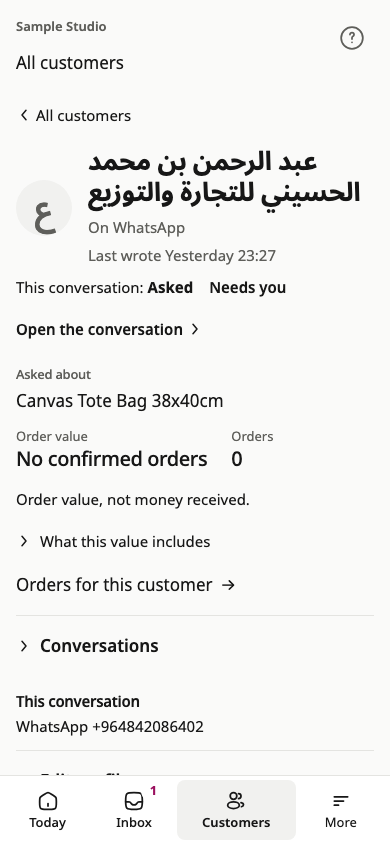 Sample Studio
All customers
All customers
ع
عبد الرحمن بن محمد
الحسيني للتجارة والتوزيع
On WhatsApp
Last wrote Yesterday 23:27
This conversation: Asked Needs you
Open the conversation
Asked about
Canvas Tote Bag 38x40cm
Order value Orders
No confirmed orders 0
Order value, not money received.
What this value includes
Orders for this customer →
Conversations
This conversation
WhatsApp +964842086402
1
Today Inbox Customers More